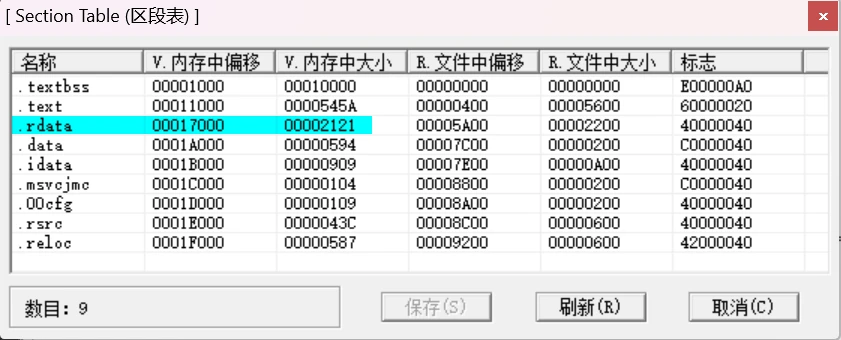 [ Section Table (区段表) ]
名称 V.内存中偏移 V.内存中大小 R.文件中偏移 R.文件中大小 标志
.textbss 00001000 00010000 00000000 00000000 E00000A0
.text 00011000 0000545A 00000400 00005600 60000020
.rdata 00017000 00002121 00005A00 00002200 40000040
.data 0001A000 00000594 00007C00 00000200 C0000040
.idata 0001B000 00000909 00007E00 00000A00 40000040
.msvcjmc 0001C000 00000104 00008800 00000200 C0000040
.00cfg 0001D000 00000109 00008A00 00000200 40000040
.rsrc 0001E000 0000043C 00008C00 00000600 40000040
.reloc 0001F000 00000587 00009200 00000600 42000040
数目: 9 保存(S) 刷新(R) 取消(C)